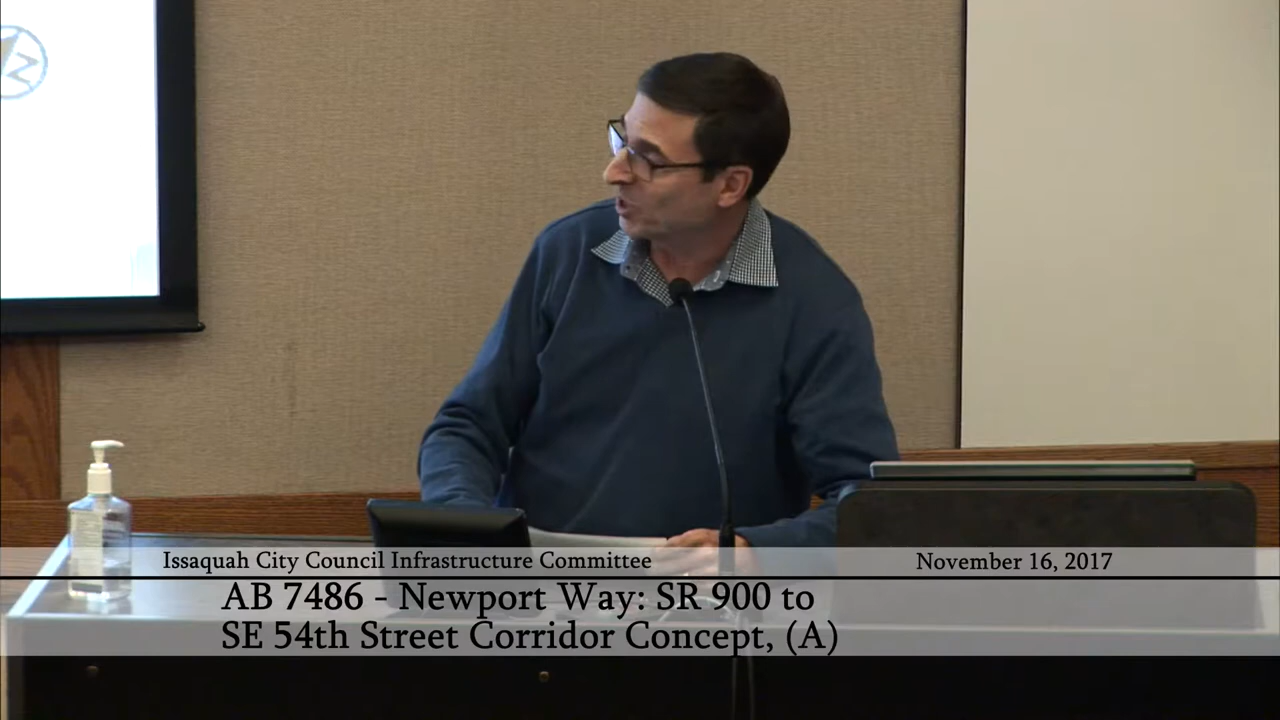 Issaquah City Council Infrastructure Committee
November 16, 2017
AB 7486 - Newport Way: SR 900 to
SE 54th Street Corridor Concept, (A)